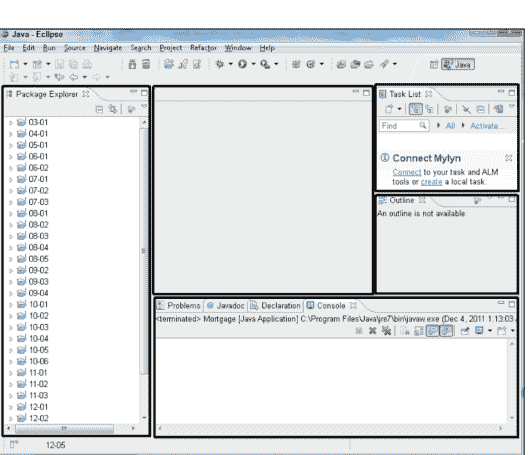 Java - Eclipse
File Edit Run Source Navigate Search Project Refactor Window Help
Java
Package Explorer
03-01
04-01
05-01
06-01
06-02
07-01
07-02
07-03
08-01
08-02
08-03
08-04
08-05
09-02
09-03
09-04
10-01
10-02
10-03
10-04
10-05
10-06
11-01
11-02
11-03
12-01
12-02
Task List
Find All Activate...
Connect Mylyn
Connect to your task and ALM
tools or create a local task.
Outline
An outline is not available.
Problems Javadoc Declaration Console
<terminated> Mortgage [Java Application] C:\Program Files\Java\jre7\bin\javaw.exe (Dec 4, 2011 1:13:03
12-05